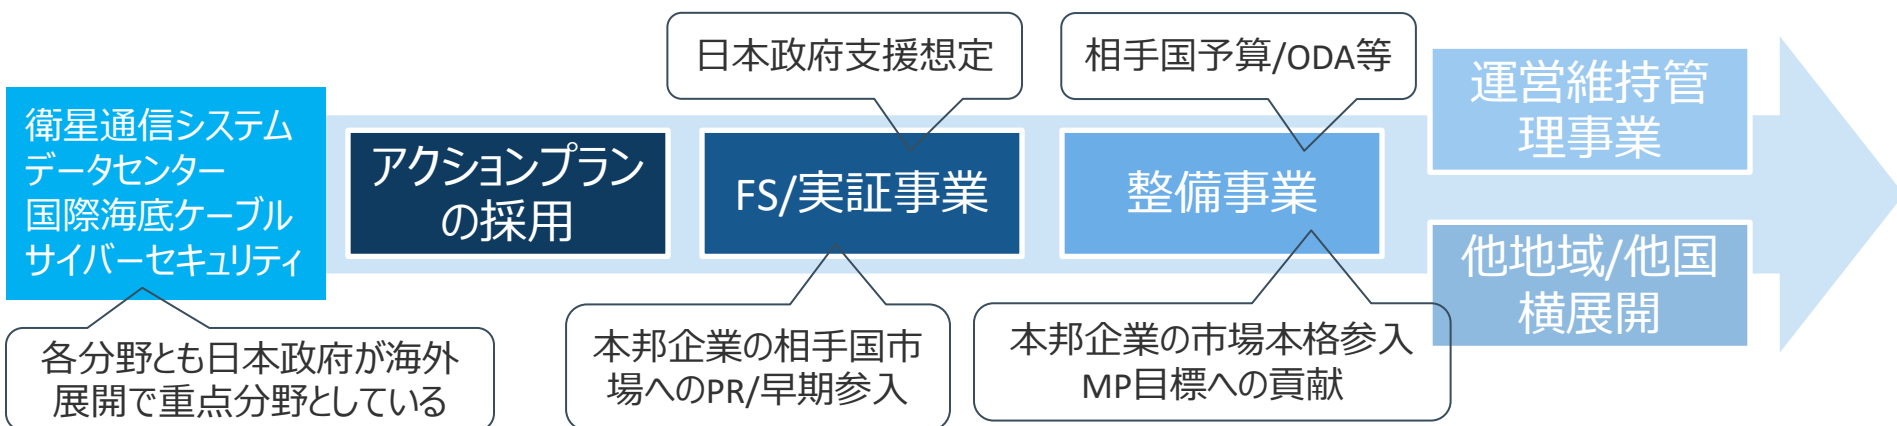 日本政府支援想定
相手国予算/ODA等
衛星通信システム
データセンター
国際海底ケーブル
サイバーセキュリティ
アクションプラン
の採用
FS/実証事業
整備事業
運営維持管
理事業
他地域/他国
横展開
各分野とも日本政府が海外
展開で重点分野としている
本邦企業の相手国市
場へのPR/早期参入
本邦企業の市場本格参入
MP目標への貢献